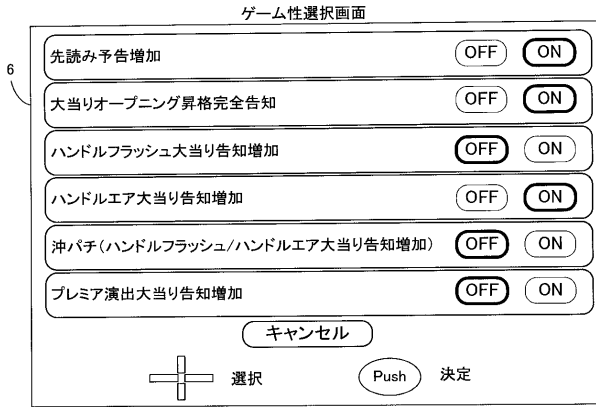 ゲーム性選択画面
6
先読み予告増加 OFF ON
大当りオープニング昇格完全告知 OFF ON
ハンドルフラッシュ大当り告知増加 OFF ON
ハンドルエア大当り告知増加 OFF ON
沖パチ(ハンドルフラッシュ/ハンドルエア大当り告知増加) OFF ON
プレミア演出大当り告知増加 OFF ON
キャンセル
選択 Push 決定